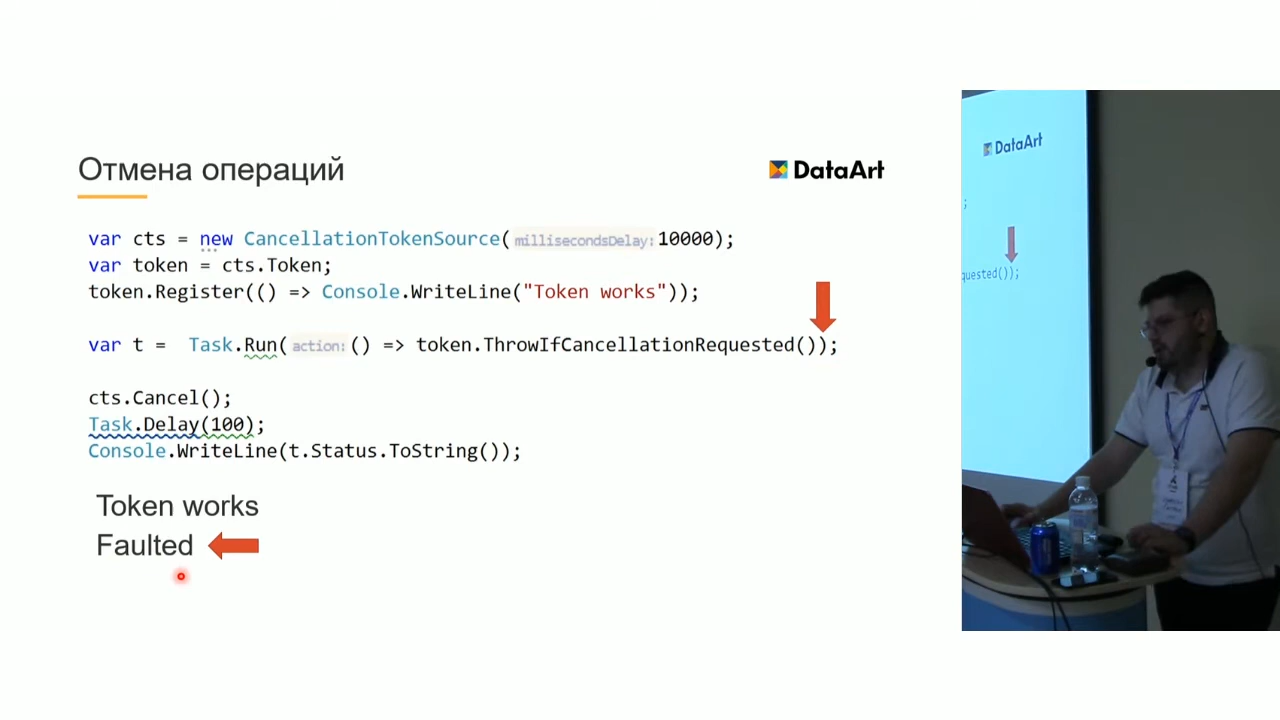 Отмена операций
DataArt
var cts = new CancellationTokenSource( millisecondsDelay: 10000);
var token = cts.Token;
token.Register(() => Console.WriteLine("Token works"));
var t = Task.Run( action: () => token.ThrowIfCancellationRequested());
cts.Cancel();
Task.Delay(100);
Console.WriteLine(t.Status.ToString());
Token works
Faulted
DataArt
;
quested());